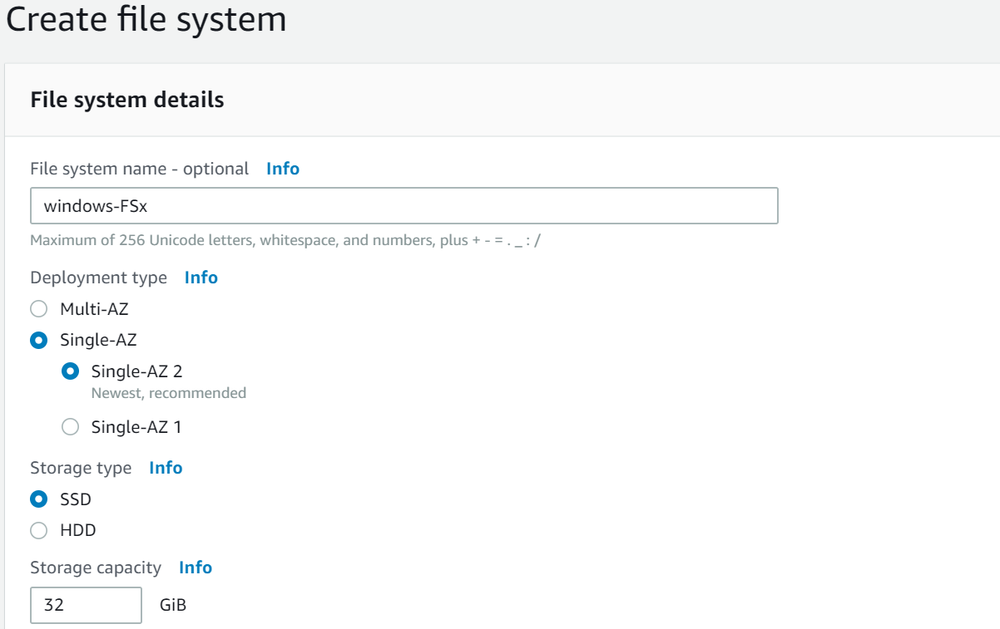 Create file system
File system details
File system name - optional Info
windows-FSx
Maximum of 256 Unicode letters, whitespace, and numbers, plus + - = . _ : /
Deployment type Info
Multi-AZ
Single-AZ
Single-AZ 2
Newest, recommended
Single-AZ 1
Storage type Info
SSD
HDD
Storage capacity Info
32 GiB